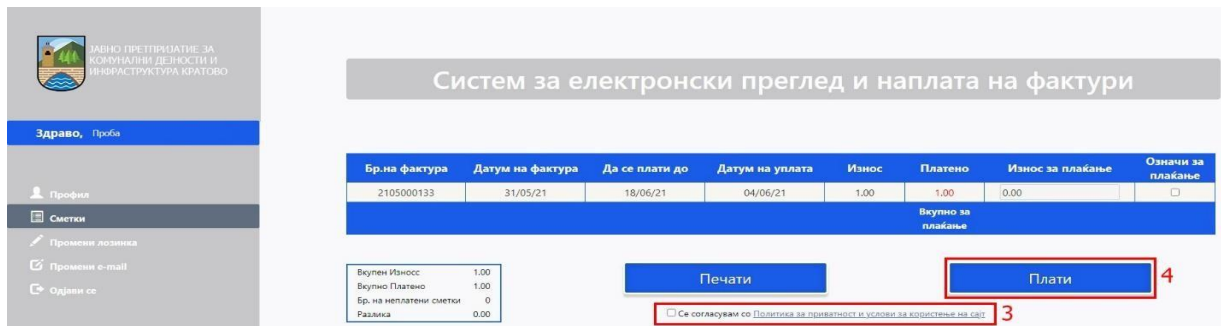 ЈАВНО ПРЕТПРИЈАТИЕ ЗА
КОМУНАЛНИ ДЕЈНОСТИ И
ИНФРАСТРУКТУРА КРАТОВО
Систем за електронски преглед и наплата на фактури
Здраво, Проба
Профил
Сметки
Промени лозинка
Промени e-mail
Одјави се
Бр.на фактура Датум на фактура Да се плати до Датум на уплата Износ Платено Износ за плаќање Означи за плаќање
2105000133 31/05/21 18/06/21 04/06/21 1.00 1.00 0.00
Вкупно за
плаќање
Вкупен Износс 1.00
Вкупно Платено 1.00
Бр. на неплатени сметки 0
Разлика 0.00
Печати
Плати 4
Се согласувам со Политика за приватност и услови за користење на сајт 3